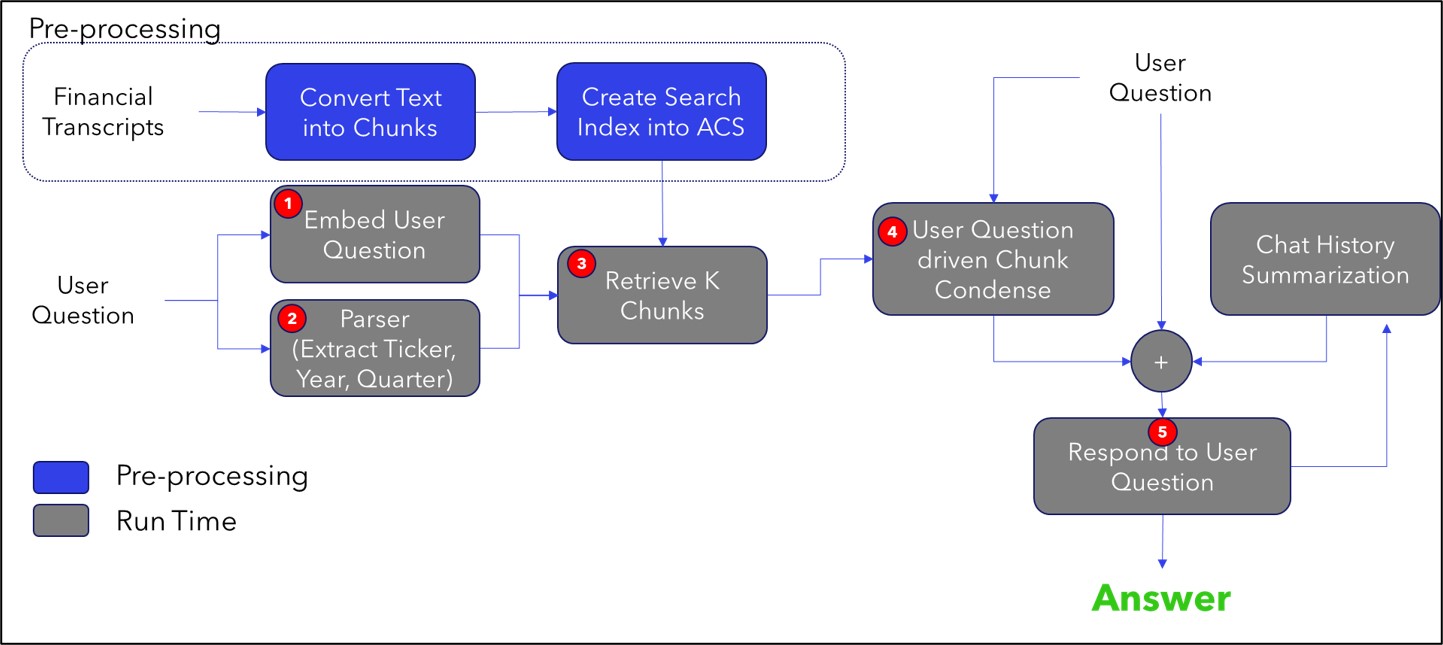 Pre-processing
Financial
Transcripts
Convert Text
into Chunks
Create Search
Index into ACS
User
Question
1
Embed User
Question
2
Parser
(Extract Ticker,
Year, Quarter)
3
Retrieve K
Chunks
User
Question
4
User Question
driven Chunk
Condense
Chat History
Summarization
+
5
Respond to User
Question
Answer
Pre-processing
Run Time